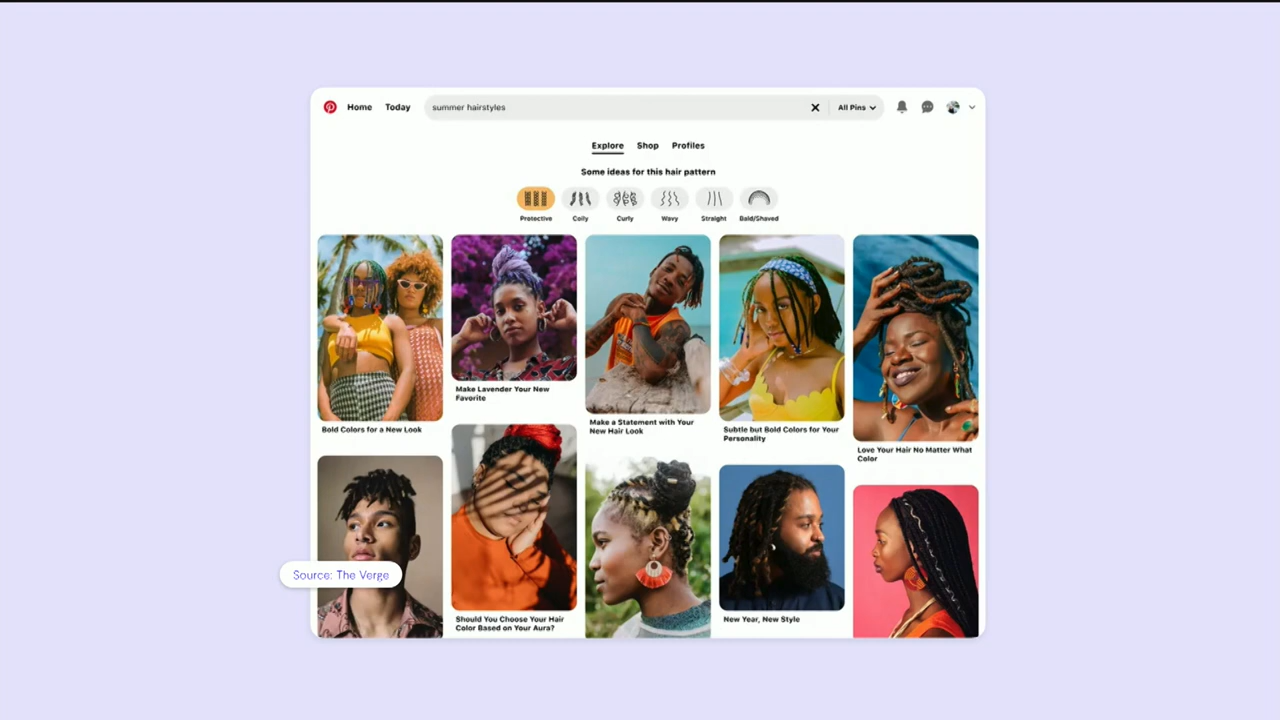 Home
Today
summer hairstyles
All Pins
Explore
Shop
Profiles
Some ideas for this hair pattern
Protective
Coily
Curly
Wavy
Straight
Bald/Shaved
Bold Colors for a New Look
Make Lavender Your New
Favorite
Make a Statement with Your
New Hair Look
Subtle but Bold Colors for Your
Personality
Love Your Hair No Matter What
Color
Source: The Verge
Should You Choose Your Hair
Color Based on Your Aura?
New Year, New Style